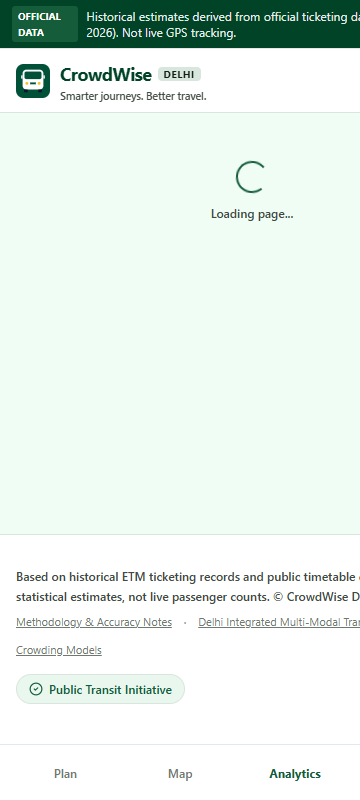 OFFICIAL
DATA
Historical estimates derived from official ticketing
2026). Not live GPS tracking.
CrowdWise DELHI
Smarter journeys. Better travel.
Loading page...
Based on historical ETM ticketing records and public timetable
statistical estimates, not live passenger counts. © CrowdWise
Methodology & Accuracy Notes · Delhi Integrated Multi-Modal
Crowding Models
Public Transit Initiative
Plan Map Analytics